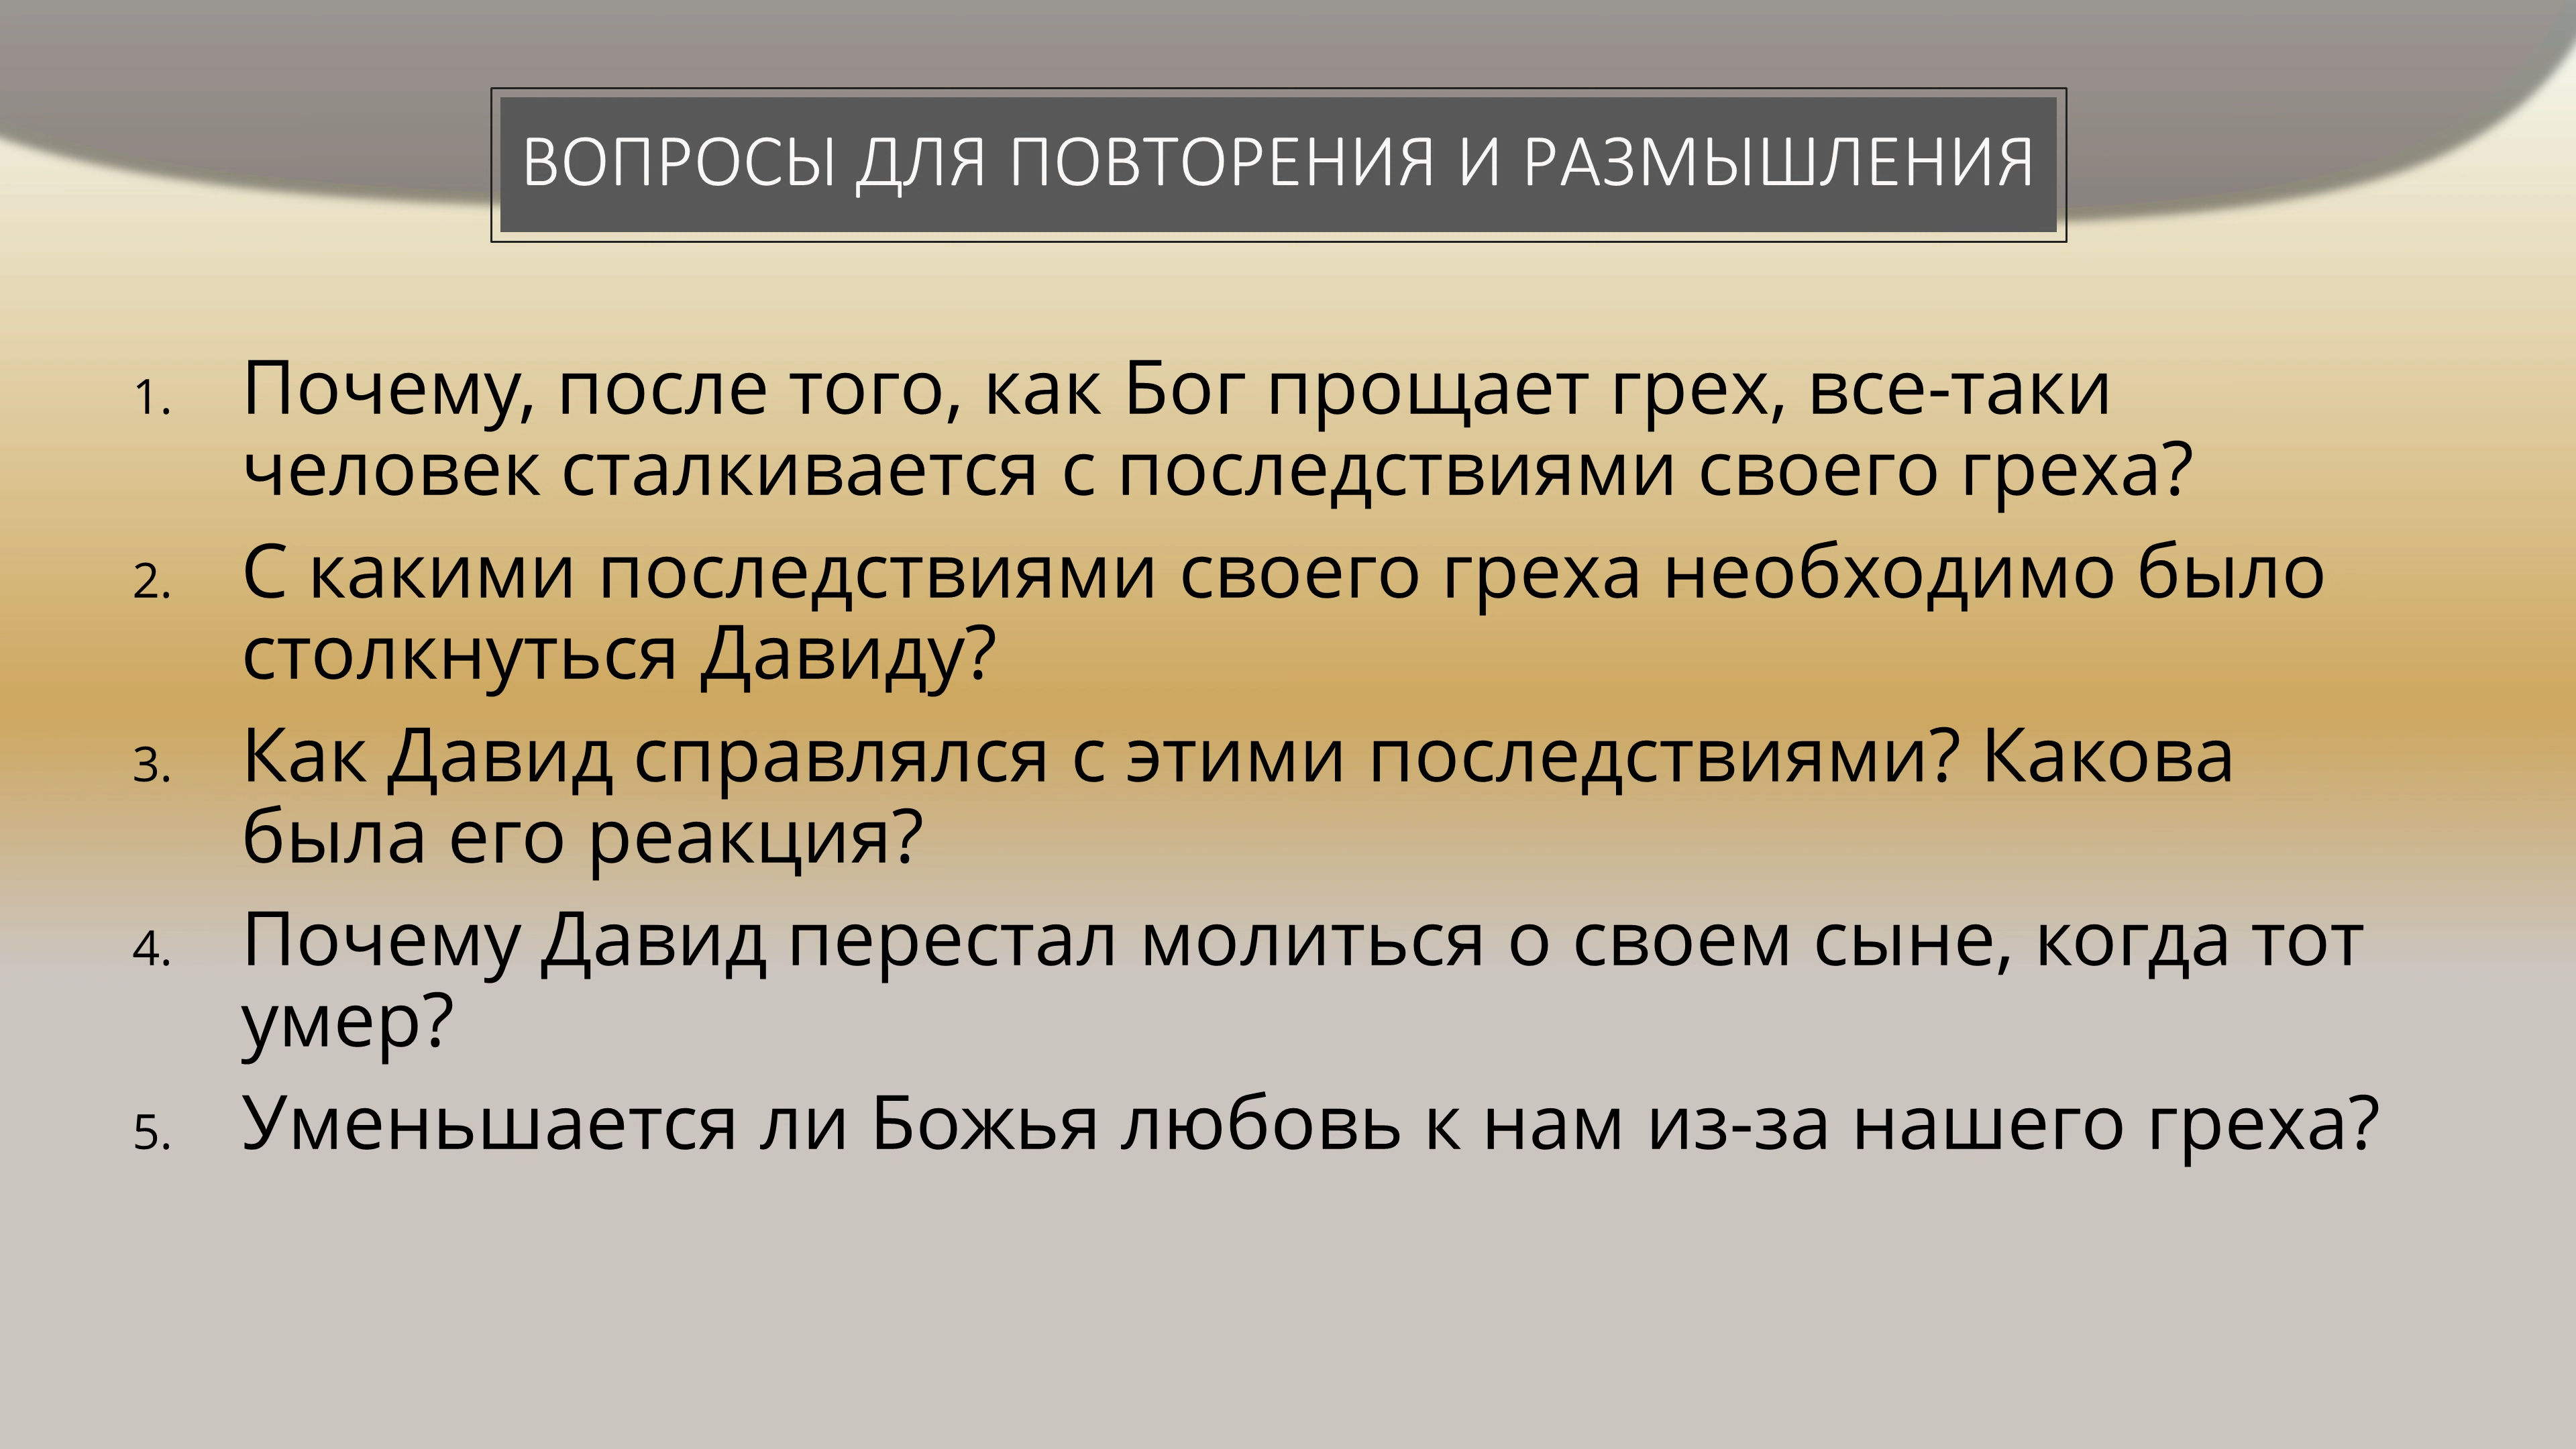 ВОПРОСЫ ДЛЯ ПОВТОРЕНИЯ И РАЗМЫШЛЕНИЯ
1. Почему, после того, как Бог прощает грех, все-таки
человек сталкивается с последствиями своего греха?
2. С какими последствиями своего греха необходимо было
столкнуться Давиду?
3. Как Давид справлялся с этими последствиями? Какова
была его реакция?
4. Почему Давид перестал молиться о своем сыне, когда тот
умер?
5. Уменьшается ли Божья любовь к нам из-за нашего греха?